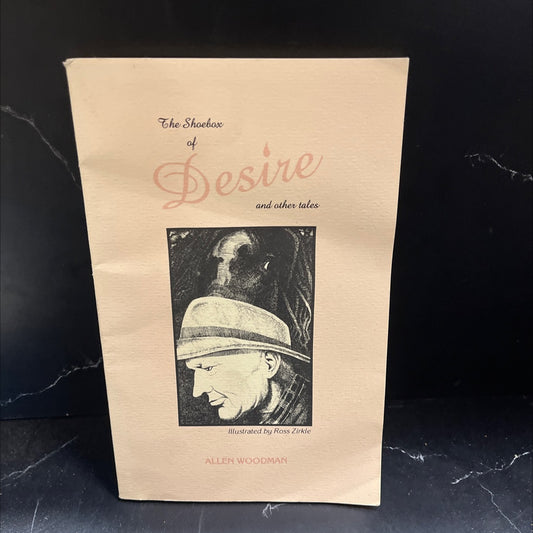 The Shoebox
of
Desire
and other tales
Illustrated by Ross Zirkle
ALLEN WOODMAN